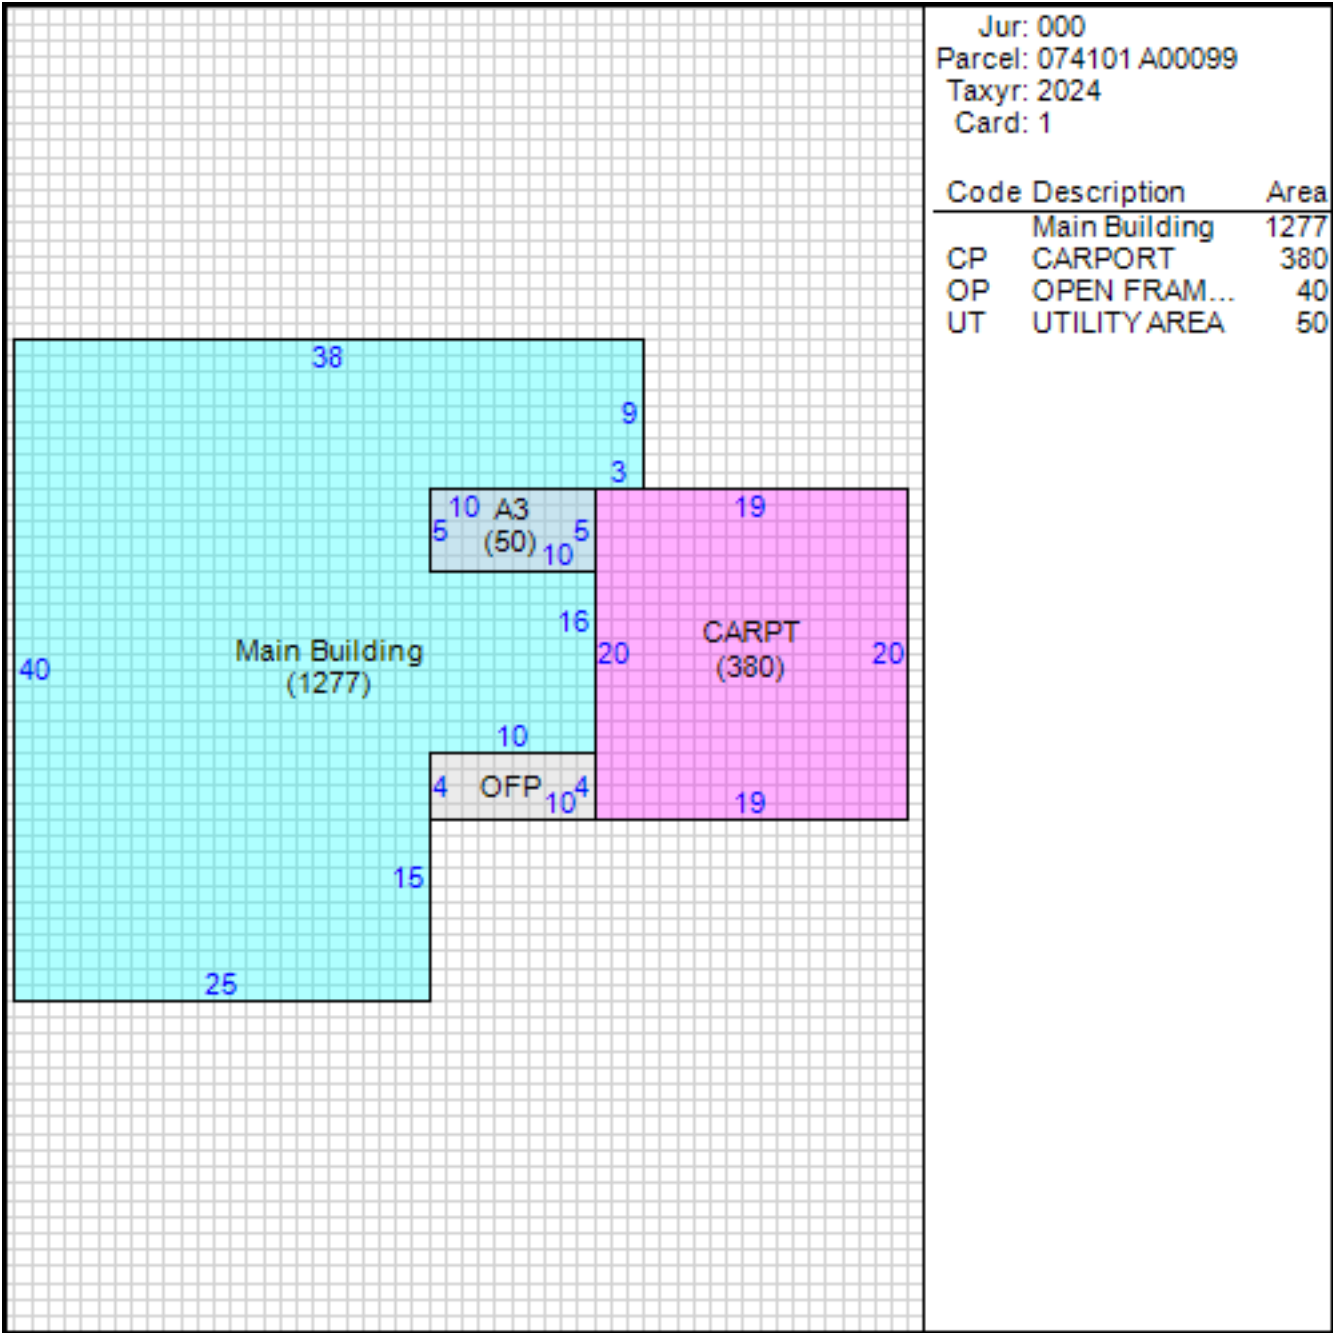 Jur: 000
Parcel: 074101 A00099
Taxyr: 2024
Card: 1
Code Description Area
Main Building 1277
CP CARPORT 380
OP OPEN FRAM... 40
UT UTILITY AREA 50
38
9
3
10 A3
5 (50) 5
10
19
16
CARPT
(380)
20 20
Main Building
(1277)
40
10
4 OFP 4
10
19
15
25